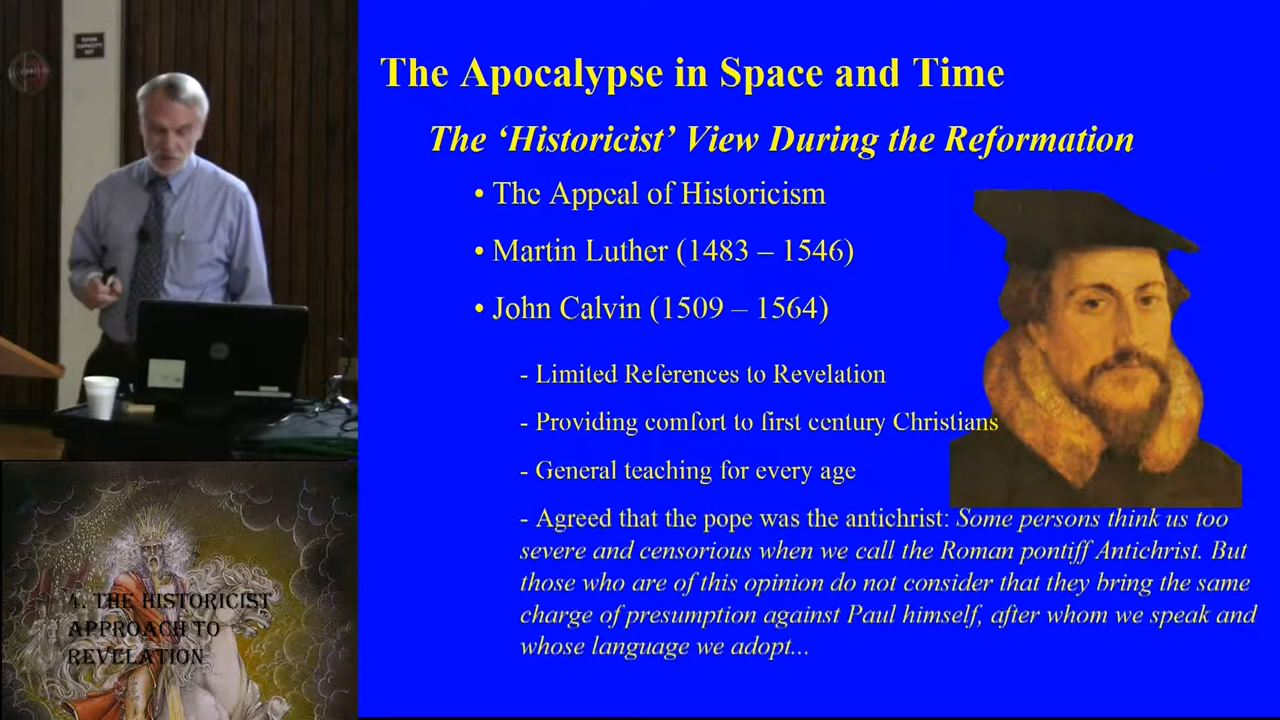 The Apocalypse in Space and Time
The ‘Historicist’ View During the Reformation
• The Appeal of Historicism
• Martin Luther (1483 – 1546)
• John Calvin (1509 – 1564)
- Limited References to Revelation
- Providing comfort to first century Christians
- General teaching for every age
- Agreed that the pope was the antichrist: Some persons think us too
severe and censorious when we call the Roman pontiff Antichrist. But
those who are of this opinion do not consider that they bring the same
charge of presumption against Paul himself, after whom we speak and
whose language we adopt...
4. THE HISTORICIST
APPROACH TO
REVELATION